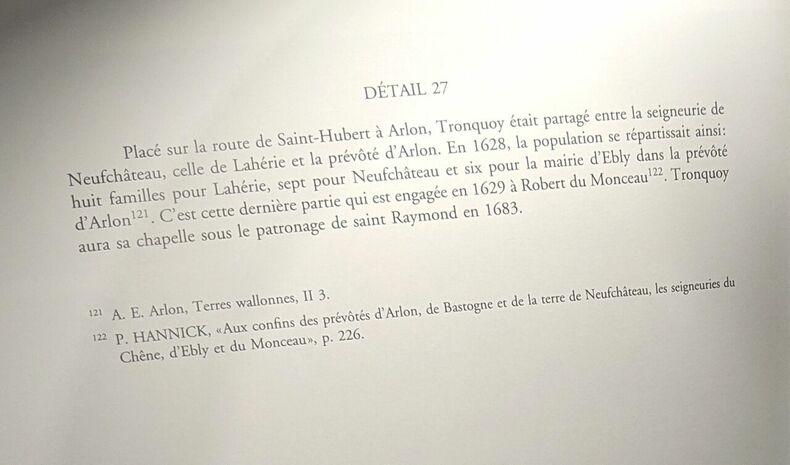 DÉTAIL 27
Placé sur la route de Saint-Hubert à Arlon, Tronquoy était partagé entre la seigneurie de
Neufchâteau, celle de Lahérie et la prévôté d'Arlon. En 1628, la population se répartissait ainsi:
huit familles pour Lahérie, sept pour Neufchâteau et six pour la mairie d'Ebly dans la prévôté
d'Arlon¹²¹. C'est cette dernière partie qui est engagée en 1629 à Robert du Monceau¹²². Tronquoy
aura sa chapelle sous le patronage de saint Raymond en 1683.
¹²¹ A. E. Arlon, Terres wallonnes, II 3.
¹²² P. HANNICK, «Aux confins des prévôtés d'Arlon, de Bastogne et de la terre de Neufchâteau, les seigneuries du
Chêne, d'Ebly et du Monceau», p. 226.